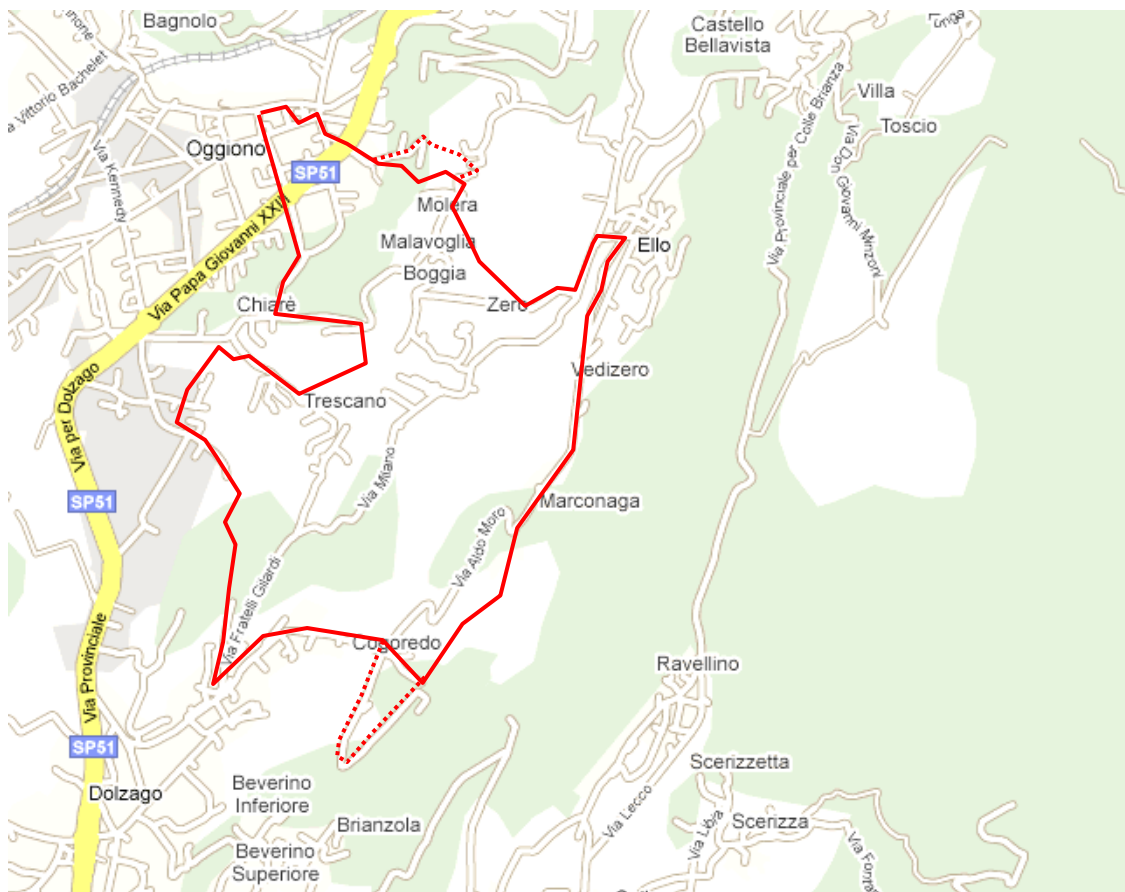 Bagnolo
Castello
Bellavista
Via Vittorio Bachelet
Villa
Toscio
Via Provinciale per Colle Brianza
Via Don Giovanni Minzoni
Oggiono
SP51
Via Kennedy
Molera
Via Papa Giovanni XXIII
Malavoglia
Ello
Boggia
Chiarè
Zero
Vedizero
Via per Dolzago
Trescano
Via Milano
SP51
Marconaga
Via Aldo Moro
Via Fratelli Gilardi
Cogoredo
Via Provinciale
Ravellino
SP51
Scerizzetta
Beverino
Inferiore
Dolzago
Via Lecco
Via Libia
Scerizza
Brianzola
Beverino
Superiore